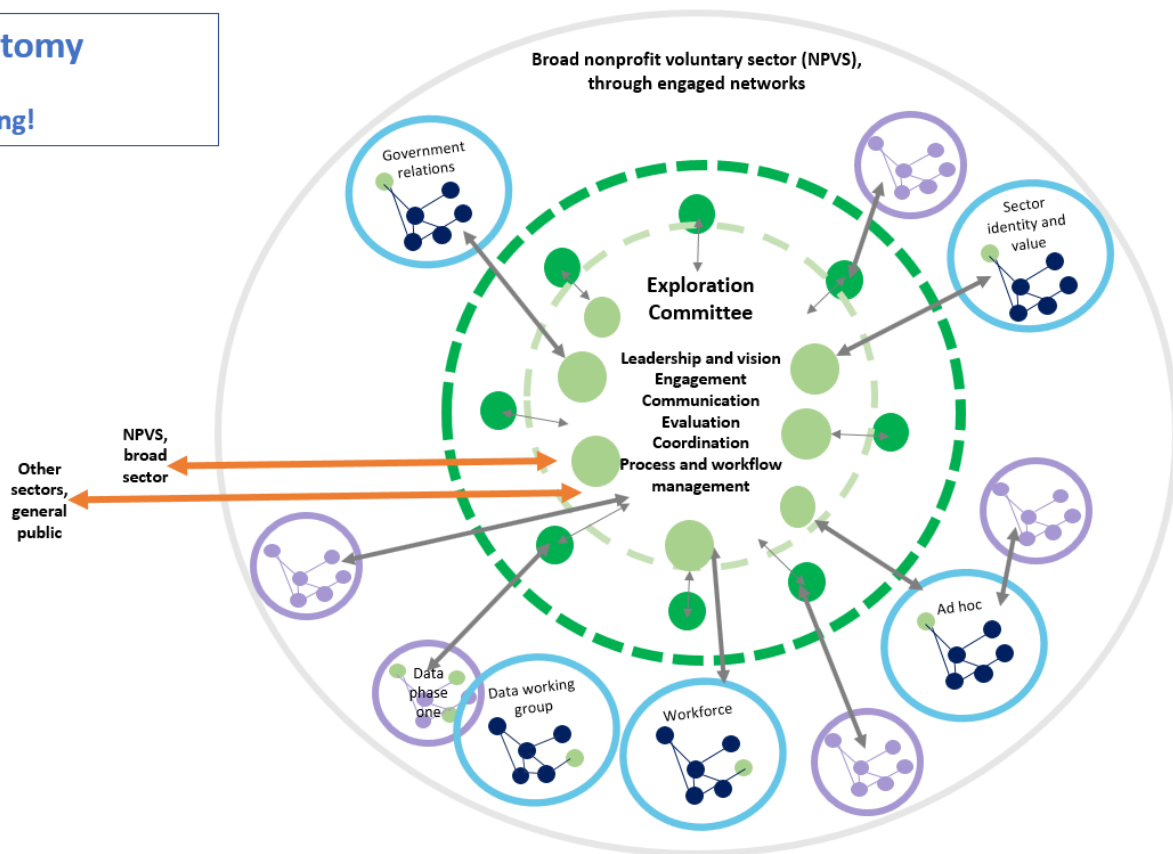 tomy
ng!
Broad nonprofit voluntary sector (NPVS),
through engaged networks
Government
relations
Sector
identity and
value
Exploration
Committee
Leadership and vision
Engagement
Communication
Evaluation
Coordination
Process and workflow
management
NPVS,
broad
sector
Other
sectors,
general
public
Ad hoc
Data
phase
one
Data working
group
Workforce